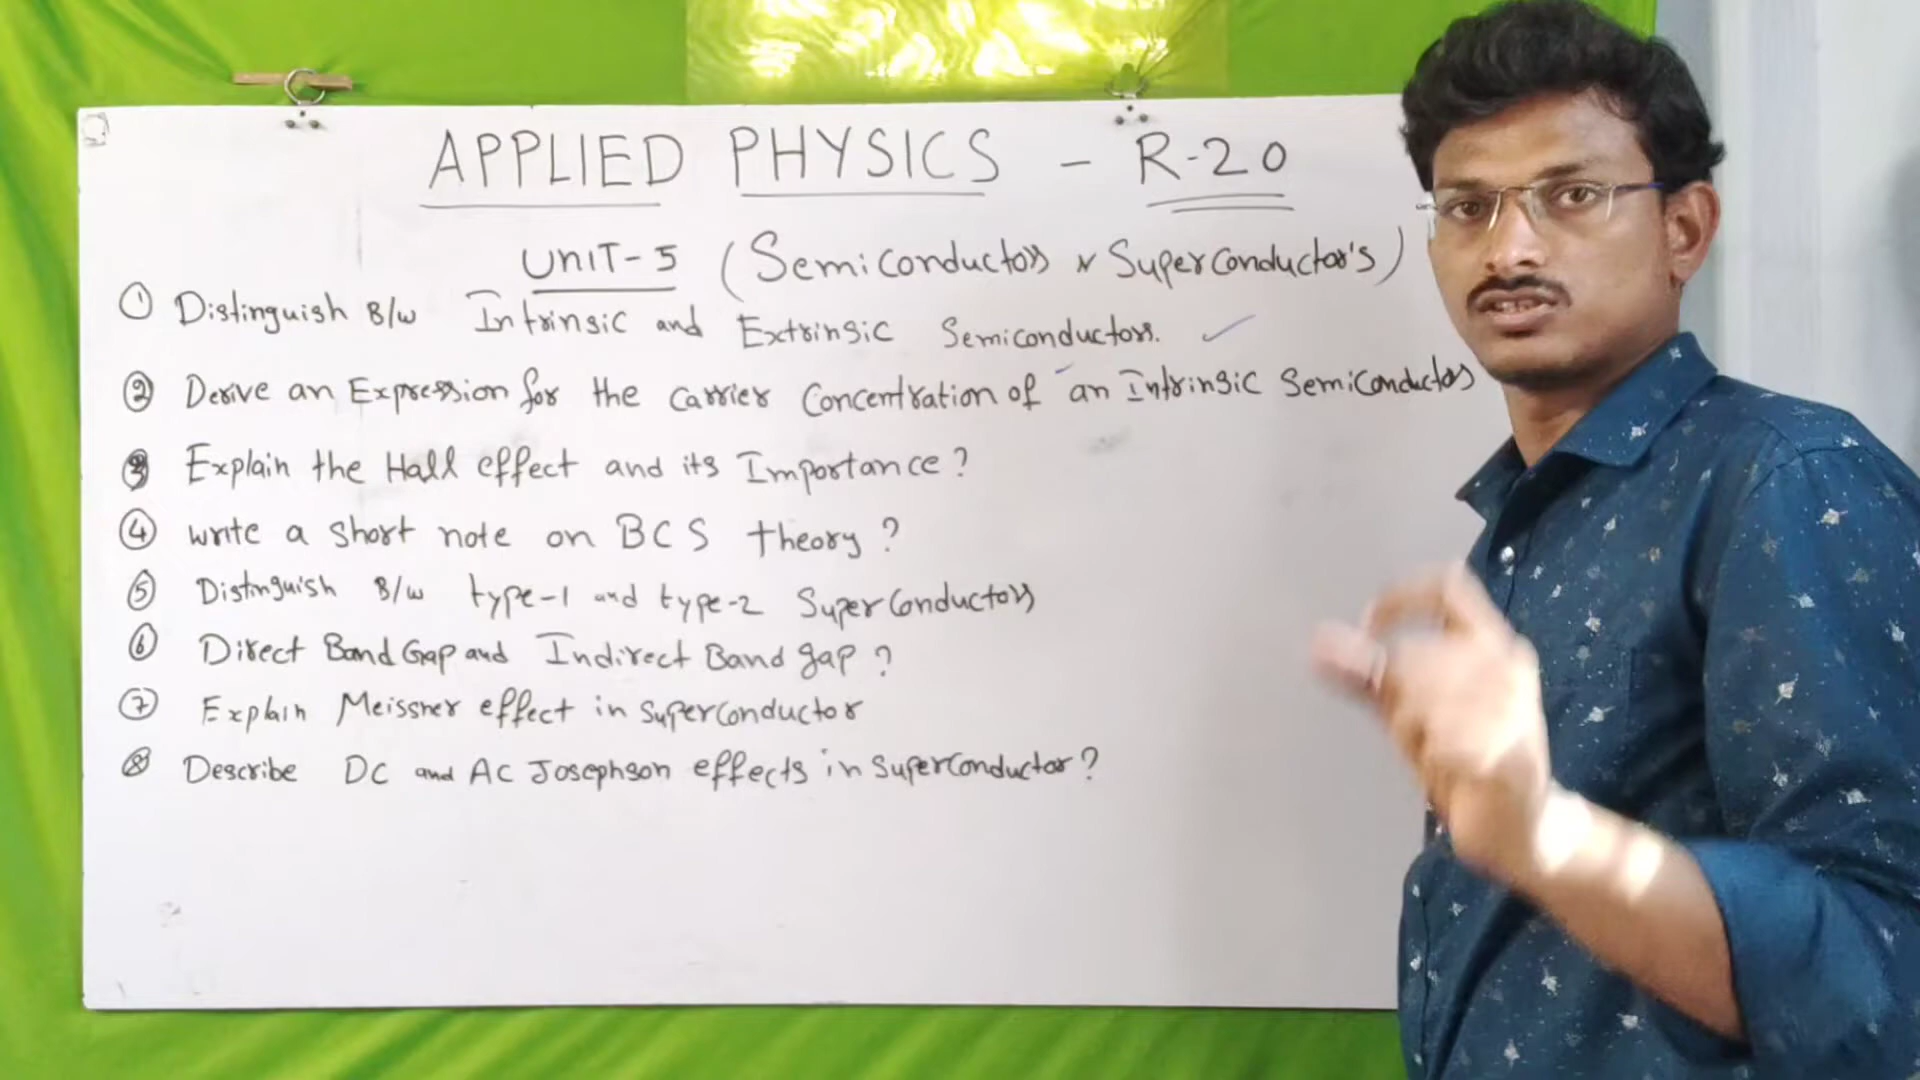 APPLIED PHYSICS - R-20
UNIT-5 (Semiconductors & Superconductor's)
① Distinguish B/w Intrinsic and Extrinsic Semiconductors. ✓
② Derive an Expression for the carrier Concentration of an Intrinsic Semiconductors
③ Explain the Hall effect and its Importance?
④ write a short note on BCS theory?
⑤ Distinguish B/w type-1 and type-2 Superconductors
⑥ Direct Band Gap and Indirect Band gap?
⑦ Explain Meissner effect in superconductor
⑧ Describe DC and AC Josephson effects in superconductor?